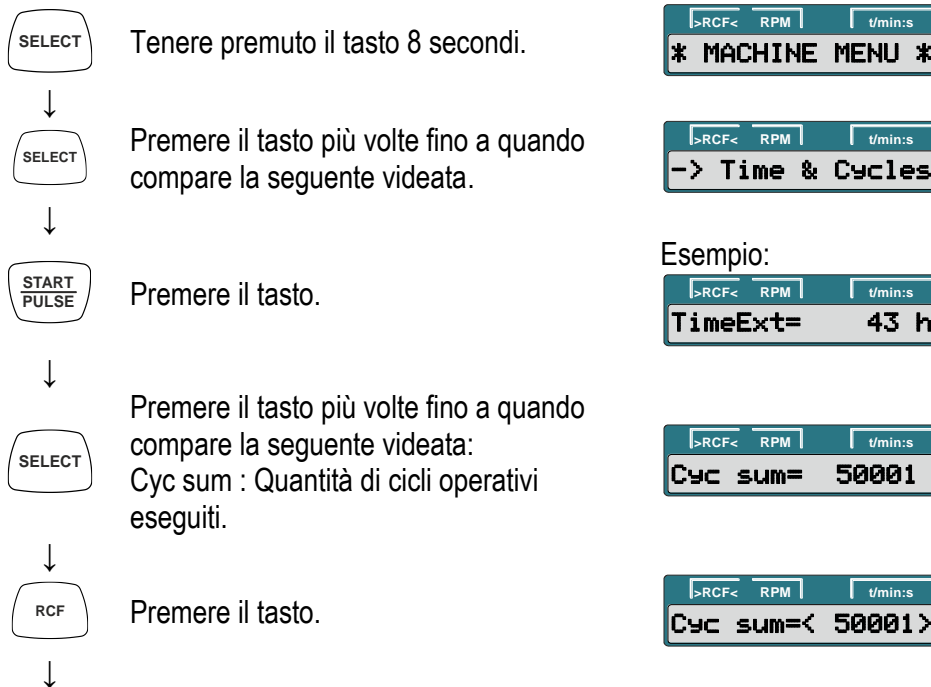 SELECT
Tenere premuto il tasto 8 secondi.
>RCF< RPM t/min:s
* MACHINE MENU *
↓
SELECT
Premere il tasto più volte fino a quando
compare la seguente videata.
>RCF< RPM t/min:s
-> Time & Cycles
↓
START
PULSE
Premere il tasto.
Esempio:
>RCF< RPM t/min:s
TimeExt= 43 h
↓
SELECT
Premere il tasto più volte fino a quando
compare la seguente videata:
Cyc sum : Quantità di cicli operativi
eseguiti.
>RCF< RPM t/min:s
Cyc sum= 50001
↓
RCF
Premere il tasto.
>RCF< RPM t/min:s
Cyc sum=< 50001>
↓